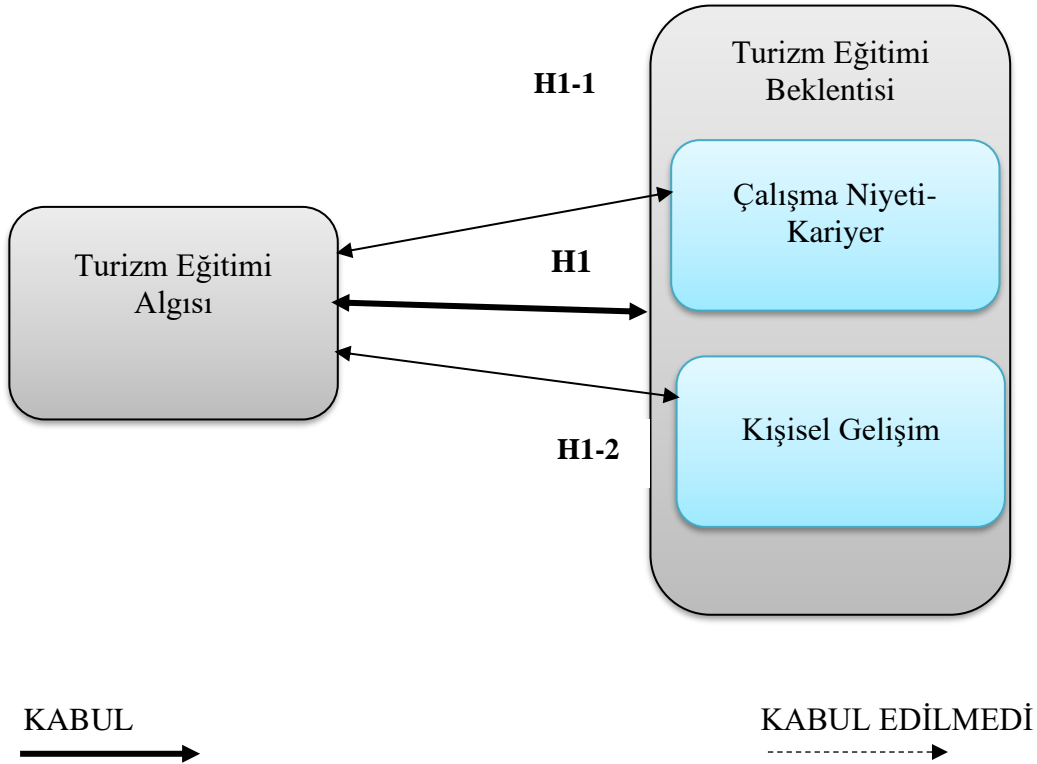 Turizm Eğitimi
Beklentisi
H1-1
Çalışma Niyeti-
Kariyer
Turizm Eğitimi
Algısı
H1
Kişisel Gelişim
H1-2
KABUL
KABUL EDİLMEDİ